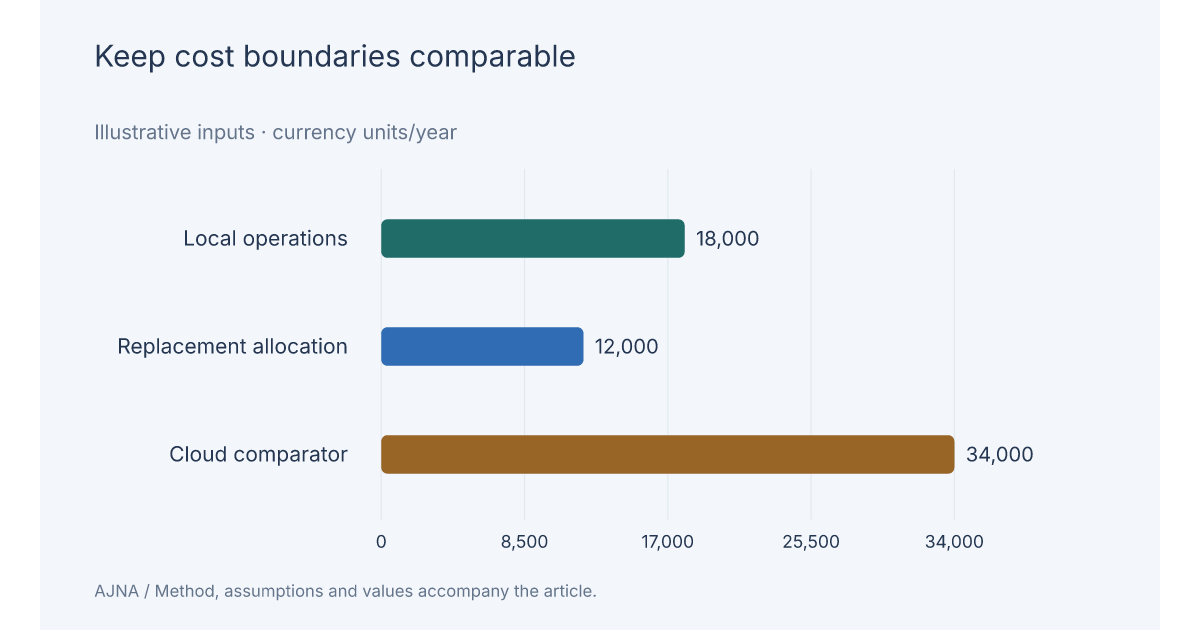 Keep cost boundaries comparable
Illustrative inputs · currency units/year
Local operations 18,000
Replacement allocation 12,000
Cloud comparator 34,000
0 8,500 17,000 25,500 34,000
AJNA / Method, assumptions and values accompany the article.